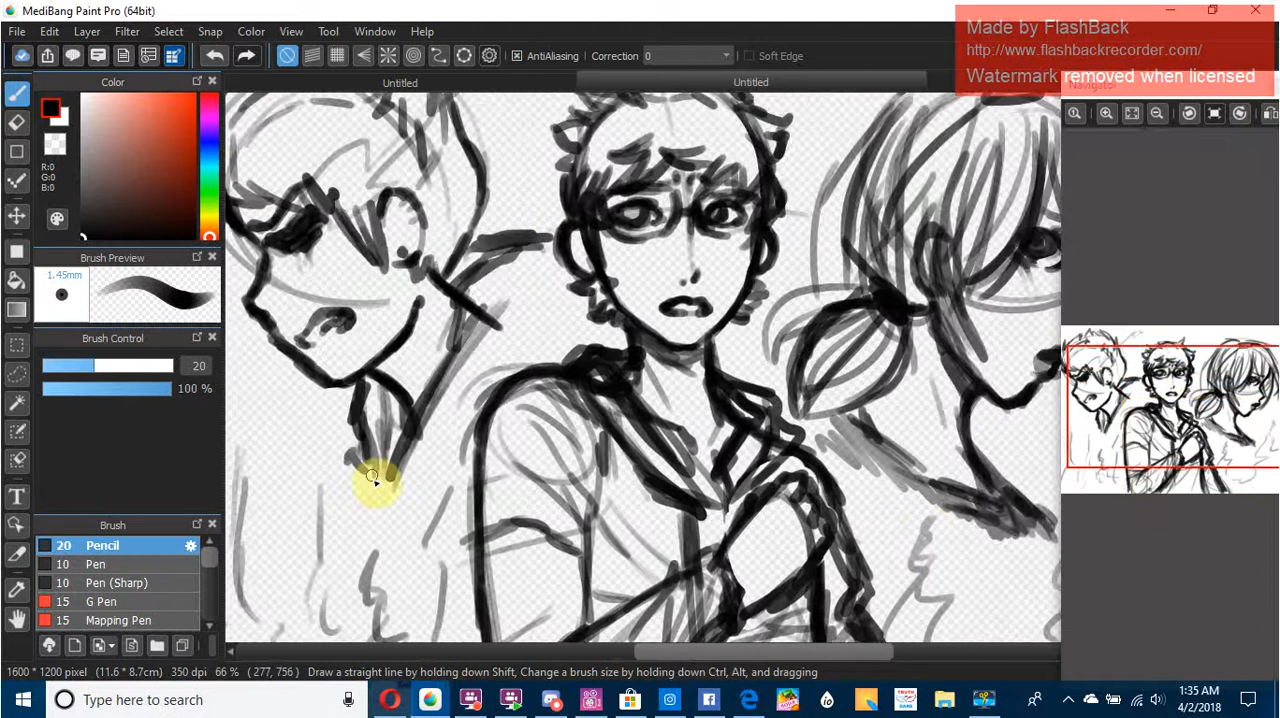 MediBang Paint Pro (64bit)
Made by FlashBack
http://www.flashbackrecorder.com/
Watermark removed when licensed
File Edit Layer Filter Select Snap Color View Tool Window Help
AntiAliasing Correction 0 Soft Edge
Color
Untitled
Untitled
Navigator
R:0
G:0
B:0
Brush Preview
1.45mm
Brush Control
20
100 %
Brush
20 Pencil
10 Pen
10 Pen (Sharp)
15 G Pen
15 Mapping Pen
1600 * 1200 pixel (11.6 * 8.7cm) 350 dpi 66 % ( 277, 756 ) Draw a straight line by holding down Shift, Change a brush size by holding down Ctrl, Alt, and dragging
Type here to search
TRUTH
DARE
io
1:35 AM
4/2/2018